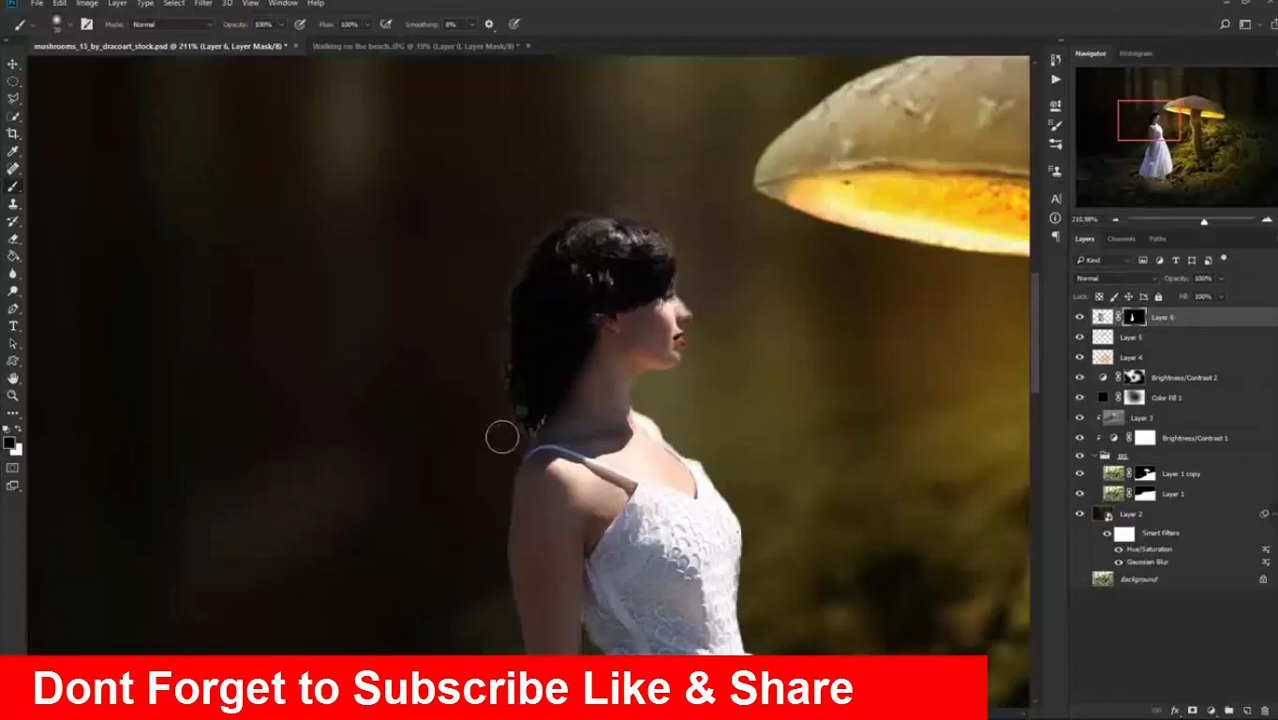 File Edit Image Layer Type Select Filter 3D View Window Help
Mode: Normal Opacity: 100% Flow: 100% Smoothing: 0%
mushrooms_13_by_dracoart_stock.psd @ 211% (Layer 6, Layer Mask/8) * × Walking on the beach.JPG @ 19% (Layer 0, Layer Mask/8) * ×
Navigator Histogram
210.98%
Layers Channels Paths
Kind
Normal Opacity: 100%
Lock: Fill: 100%
Layer 6
Layer 5
Layer 4
Brightness/Contrast 2
Color Fill 1
Layer 3
Brightness/Contrast 1
BG
Layer 1 copy
Layer 1
Layer 2
Smart Filters
Hue/Saturation
Gaussian Blur
Background
Dont Forget to Subscribe Like & Share